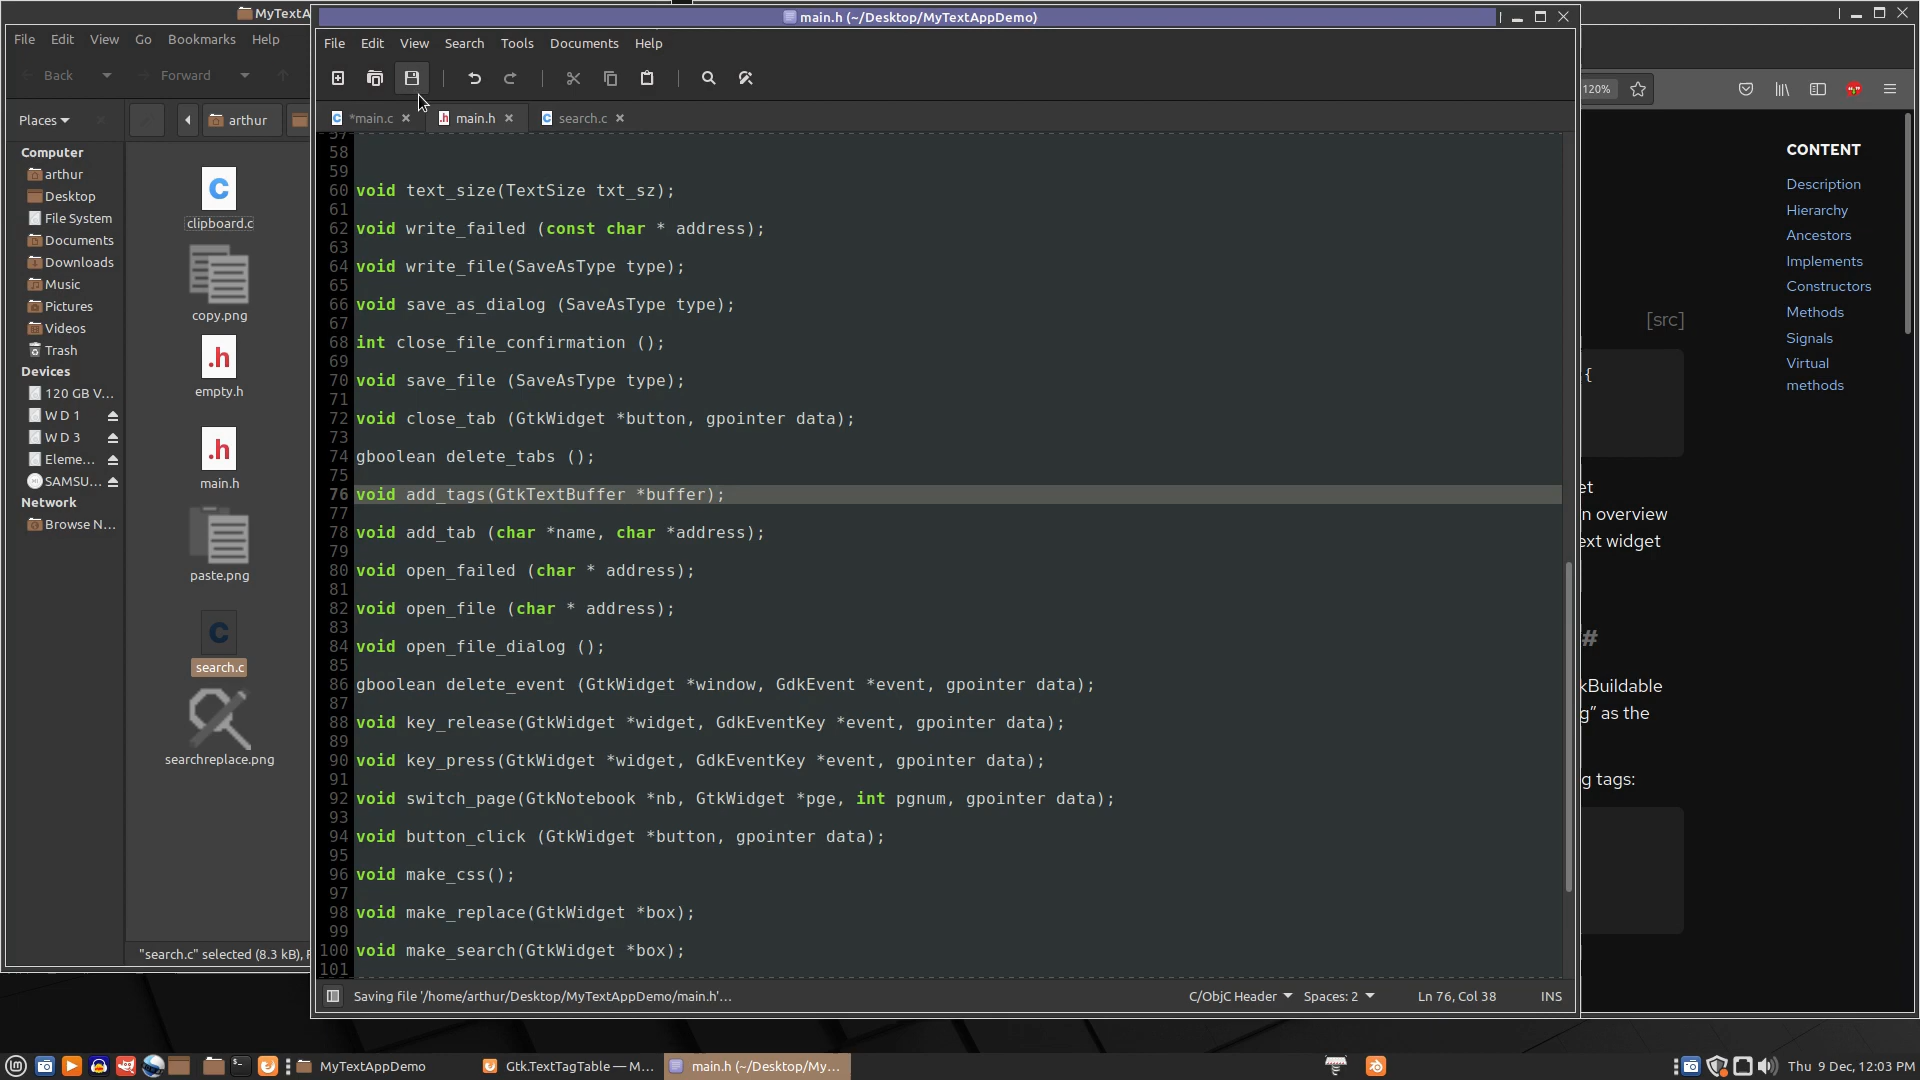 MyTextA
File Edit View Go Bookmarks Help
Back Forward
Places
arthur
Computer
arthur
Desktop
File System
Documents
Downloads
Music
Pictures
Videos
Trash
Devices
120 GB V...
W D 1
W D 3
Eleme...
SAMSU...
Network
Browse N...
C
clipboard.c
copy.png
.h
empty.h
.h
main.h
paste.png
C
search.c
searchreplace.png
"search.c" selected (8.3 kB),
main.h (~/Desktop/MyTextAppDemo)
File Edit View Search Tools Documents Help
*main.c main.h search.c
57
58
59
60 void text_size(TextSize txt_sz);
61
62 void write_failed (const char * address);
63
64 void write_file(SaveAsType type);
65
66 void save_as_dialog (SaveAsType type);
67
68 int close_file_confirmation ();
69
70 void save_file (SaveAsType type);
71
72 void close_tab (GtkWidget *button, gpointer data);
73
74 gboolean delete_tabs ();
75
76 void add_tags(GtkTextBuffer *buffer);
77
78 void add_tab (char *name, char *address);
79
80 void open_failed (char * address);
81
82 void open_file (char * address);
83
84 void open_file_dialog ();
85
86 gboolean delete_event (GtkWidget *window, GdkEvent *event, gpointer data);
87
88 void key_release(GtkWidget *widget, GdkEventKey *event, gpointer data);
89
90 void key_press(GtkWidget *widget, GdkEventKey *event, gpointer data);
91
92 void switch_page(GtkNotebook *nb, GtkWidget *pge, int pgnum, gpointer data);
93
94 void button_click (GtkWidget *button, gpointer data);
95
96 void make_css();
97
98 void make_replace(GtkWidget *box);
99
100 void make_search(GtkWidget *box);
101
Saving file '/home/arthur/Desktop/MyTextAppDemo/main.h'...
C/ObjC Header Spaces: 2 Ln 76, Col 38 INS
120%
CONTENT
Description
Hierarchy
Ancestors
Implements
Constructors
Methods
Signals
Virtual
methods
[src]
{
et
n overview
ext widget
#
kBuildable
g” as the
g tags:
MyTextAppDemo
Gtk.TextTagTable — M...
main.h (~/Desktop/My...
Thu 9 Dec, 12:03 PM